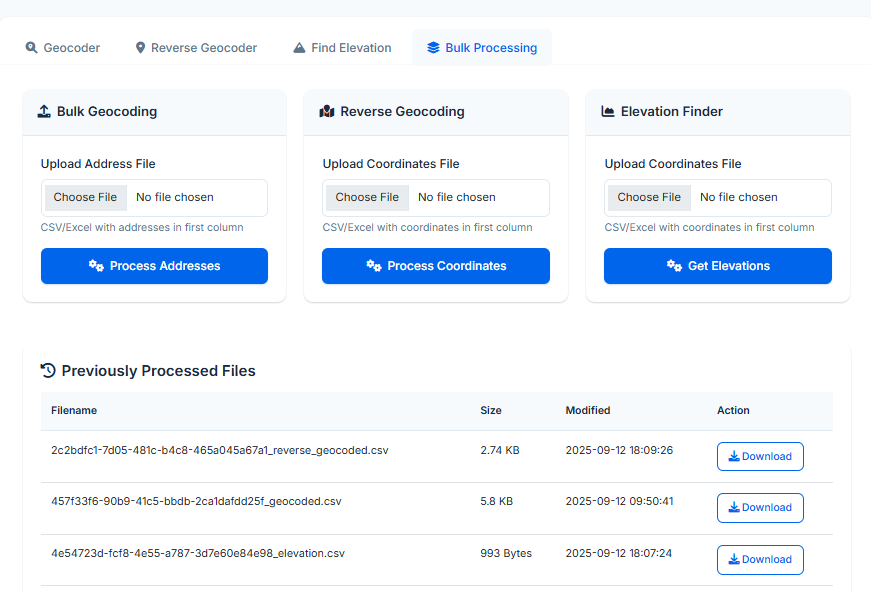 Geocoder Reverse Geocoder Find Elevation Bulk Processing
Bulk Geocoding
Upload Address File
Choose File No file chosen
CSV/Excel with addresses in first column
Process Addresses
Reverse Geocoding
Upload Coordinates File
Choose File No file chosen
CSV/Excel with coordinates in first column
Process Coordinates
Elevation Finder
Upload Coordinates File
Choose File No file chosen
CSV/Excel with coordinates in first column
Get Elevations
Previously Processed Files
Filename Size Modified Action
2c2bdfc1-7d05-481c-b4c8-465a045a67a1_reverse_geocoded.csv 2.74 KB 2025-09-12 18:09:26 Download
457f33f6-90b9-41c5-bbdb-2ca1dafdd25f_geocoded.csv 5.8 KB 2025-09-12 09:50:41 Download
4e54723d-fcf8-4e55-a787-3d7e60e84e98_elevation.csv 993 Bytes 2025-09-12 18:07:24 Download